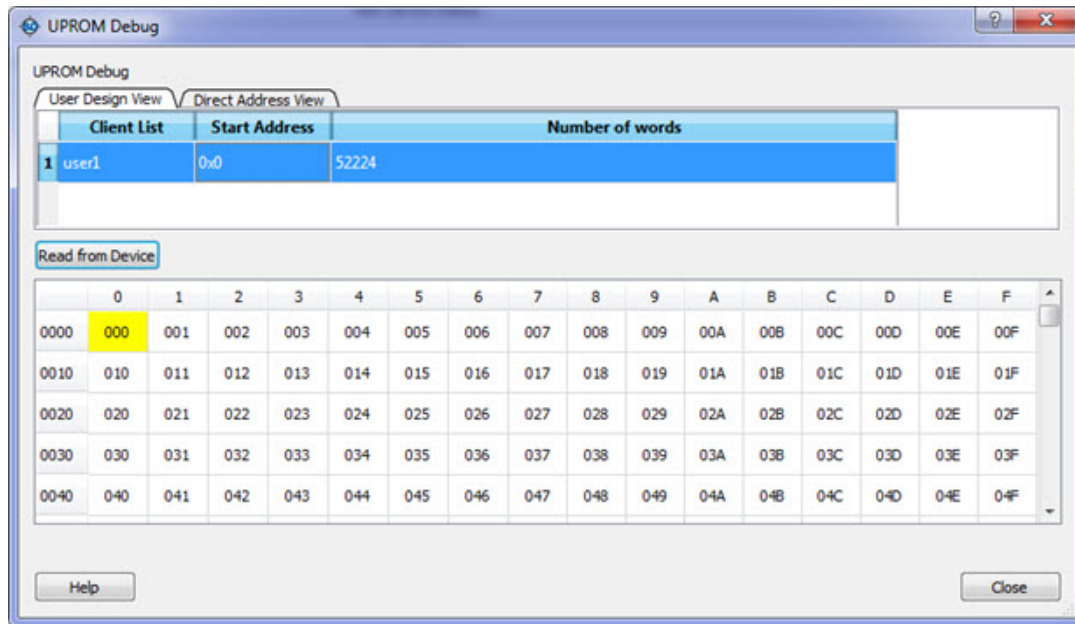 UPROM Debug
UPROM Debug
User Design View Direct Address View
Client List Start Address Number of words
1 user1 0x0 52224
Read from Device
0 1 2 3 4 5 6 7 8 9 A B C D E F
0000 000 001 002 003 004 005 006 007 008 009 00A 00B 00C 00D 00E 00F
0010 010 011 012 013 014 015 016 017 018 019 01A 01B 01C 01D 01E 01F
0020 020 021 022 023 024 025 026 027 028 029 02A 02B 02C 02D 02E 02F
0030 030 031 032 033 034 035 036 037 038 039 03A 03B 03C 03D 03E 03F
0040 040 041 042 043 044 045 046 047 048 049 04A 04B 04C 04D 04E 04F
Help Close